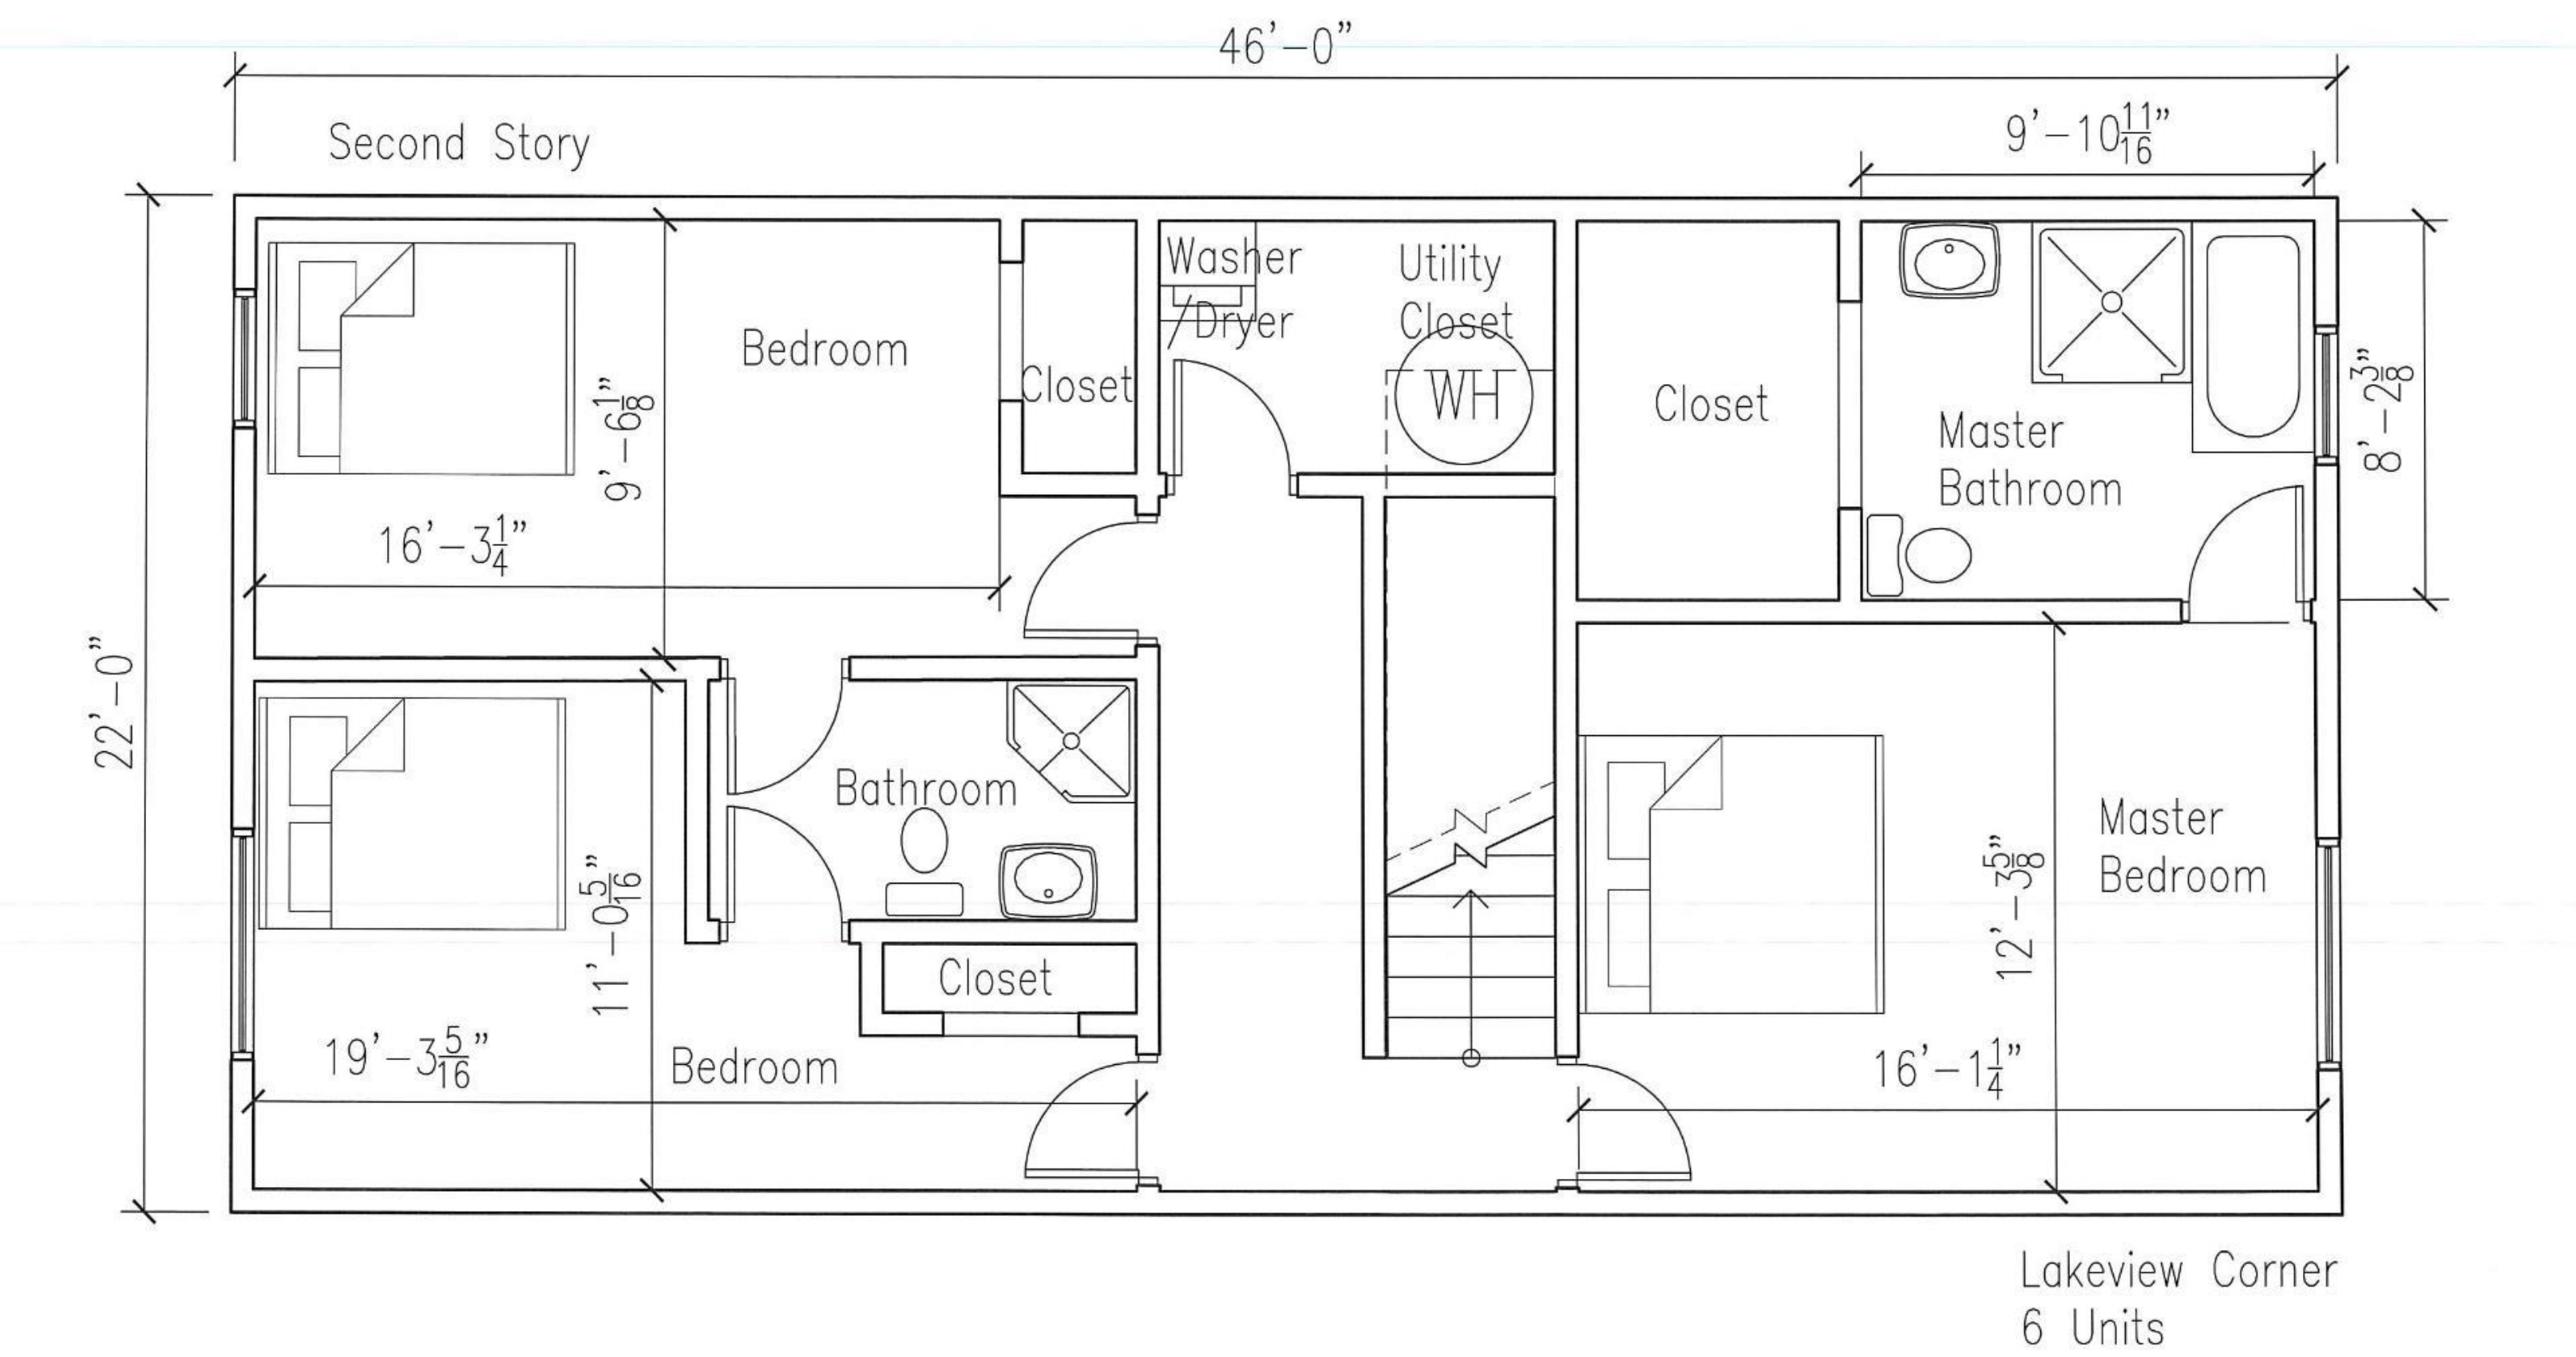 46'-0"
Second Story
9'-10 11/16"
Washer
/Dryer
Utility
Closet
WH
Bedroom
Closet
Closet
Master
Bathroom
9'-6 1/8"
8'-2 3/8"
16'-3 1/4"
22'-0"
Bathroom
Master
Bedroom
11'-0 5/16"
12'-3 5/8"
Closet
19'-3 5/16"
Bedroom
16'-1 1/4"
Lakeview Corner
6 Units